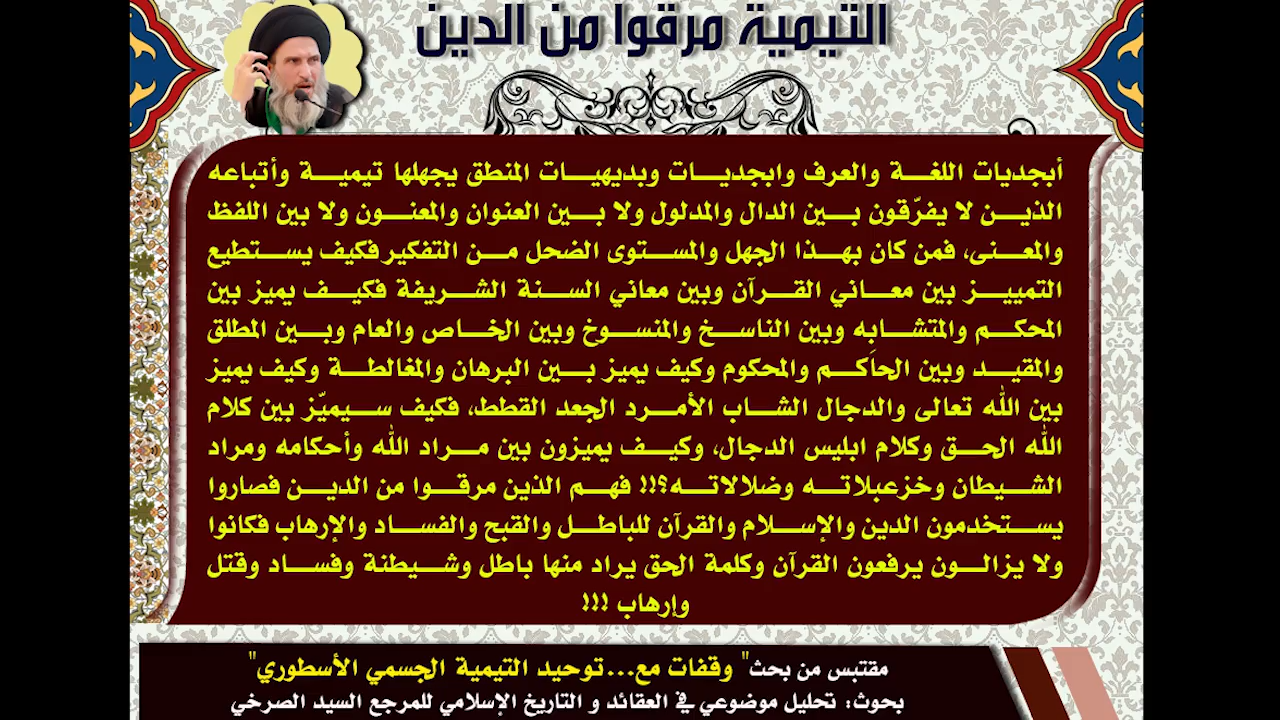 التيمية مرقوا من الدين
أبجديات اللغة والعرف وابجديات وبديهيات المنطق يجهلها تيمية وأتباعه
الذين لا يفرّقون بين الدال والمدلول ولا بين العنوان والمعنون ولا بين اللفظ
والمعنى، فمن كان بهذا الجهل والمستوى الضحل من التفكير فكيف يستطيع
التمييز بين معاني القرآن وبين معاني السنة الشريفة فكيف يميز بين
المحكم والمتشابه وبين الناسخ والمنسوخ وبين الخاص والعام وبين المطلق
والمقيد وبين الحاَكم والمحكوم وكيف يميز بين البرهان والمغالطة وكيف يميز
بين الله تعالى والدجال الشاب الأمرد الجعد القطط، فكيف سيميّز بين كلام
الله الحق وكلام ابليس الدجال، وكيف يميزون بين مراد الله وأحكامه ومراد
الشيطان وخزعبلاته وضلالاته؟!! فهم الذين مرقوا من الدين فصاروا
يستخدمون الدين والإسلام والقرآن للباطل والقبح والفساد والإرهاب فكانوا
ولا يزالون يرفعون القرآن وكلمة الحق يراد منها باطل وشيطنة وفساد وقتل
وإرهاب !!!
مقتبس من بحث" وقفات مع...توحيد التيمية الجسمي الأسطوري"
بحوث: تحليل موضوعي في العقائد و التاريخ الإسلامي للمرجع السيد الصرخي